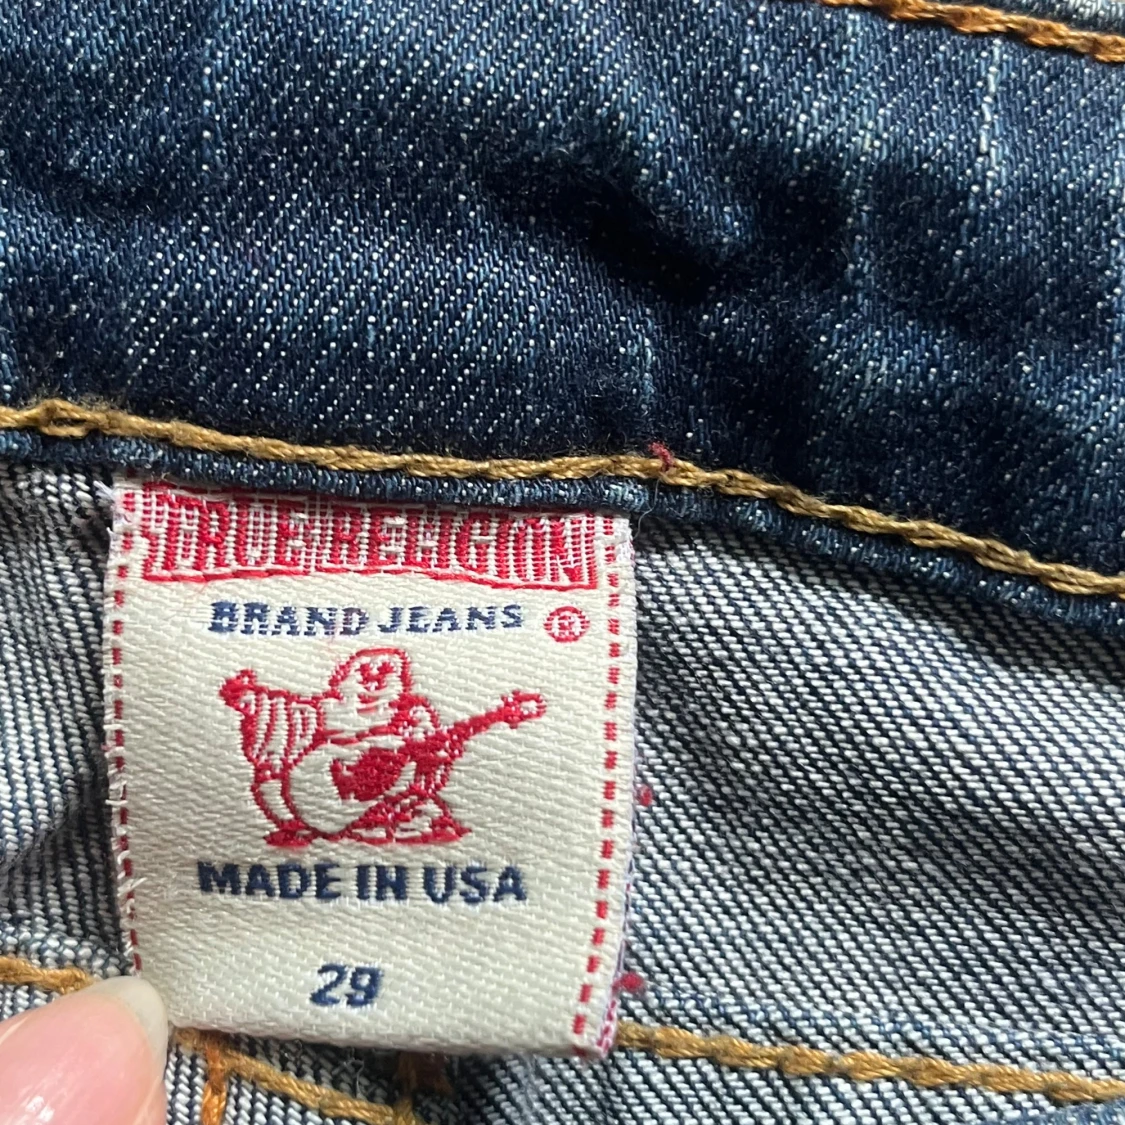 TRUE RELIGION
BRAND JEANS ®
MADE IN USA
29